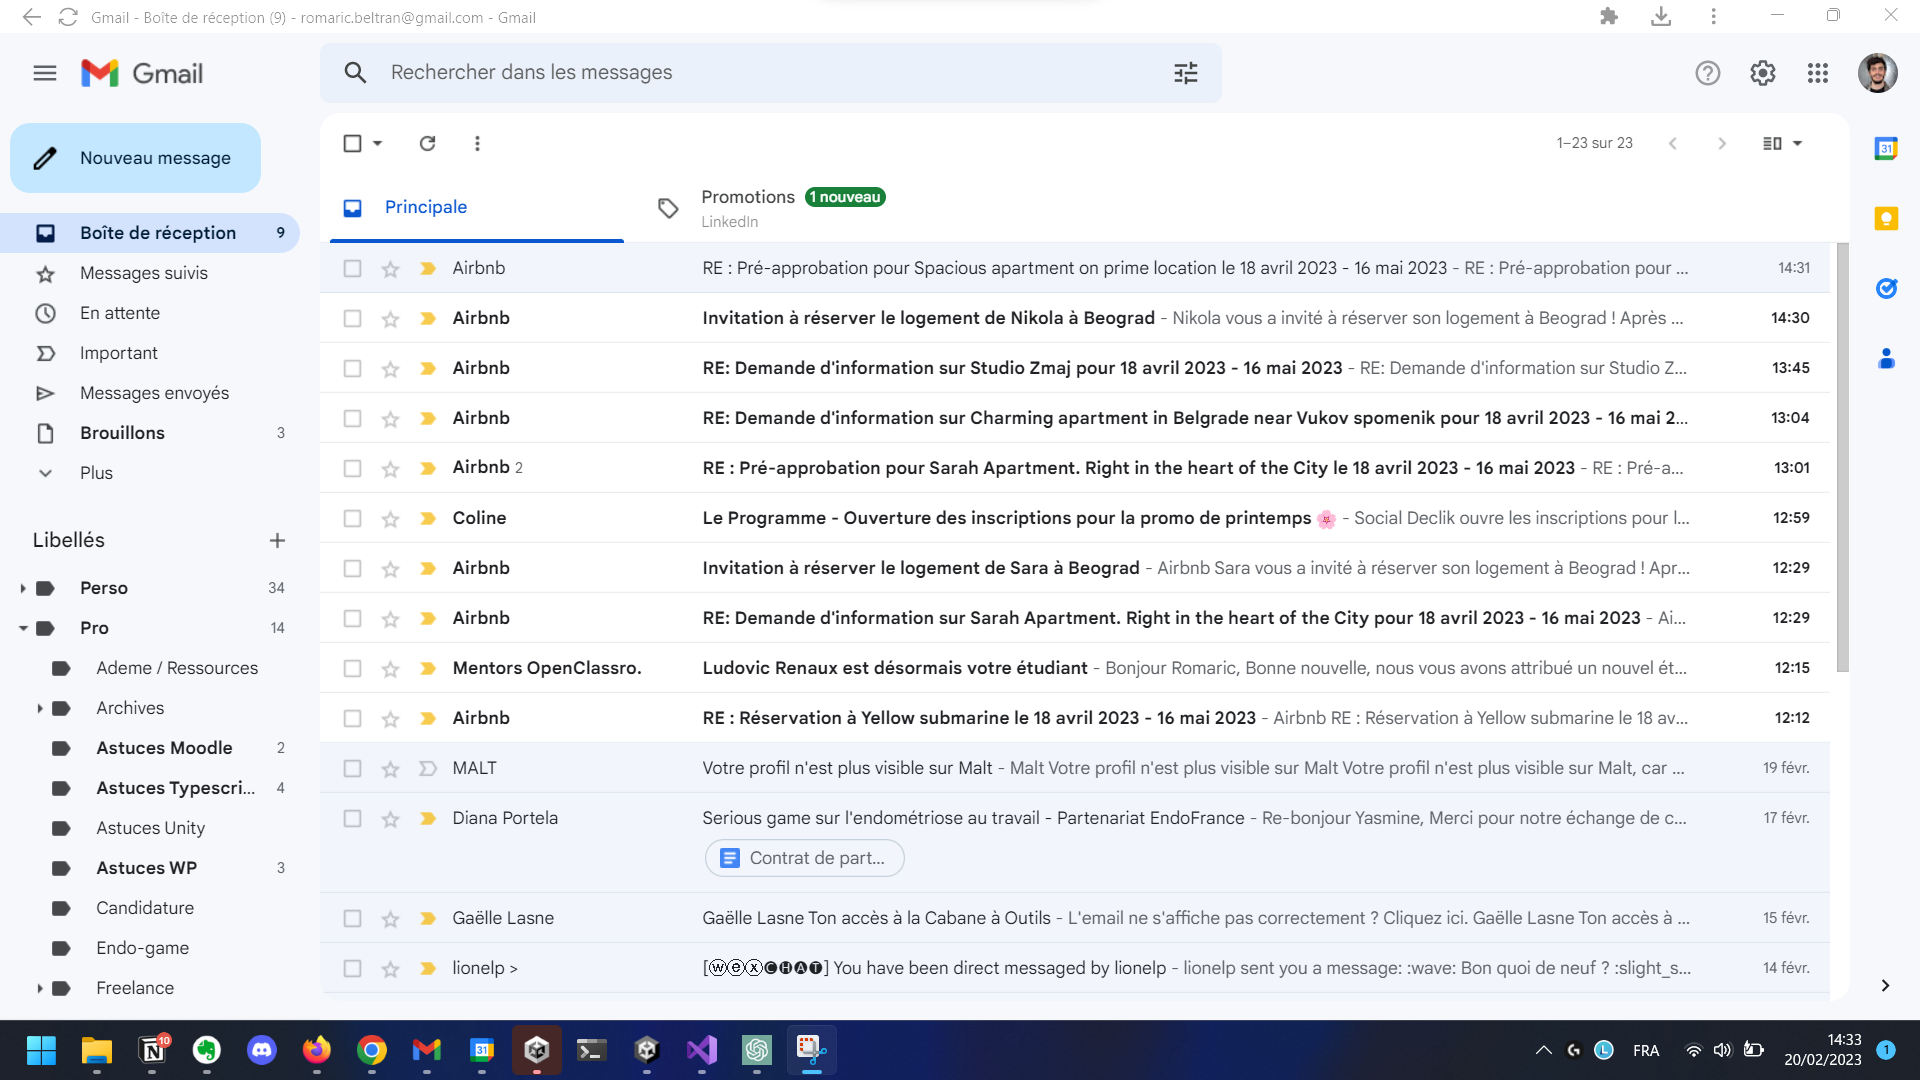 Gmail - Boîte de réception (9) - romaric.beltran@gmail.com - Gmail
Gmail
Rechercher dans les messages
Nouveau message
1–23 sur 23
31
Principale
Promotions 1 nouveau
LinkedIn
Boîte de réception 9
Messages suivis
En attente
Important
Messages envoyés
Brouillons 3
Plus
Libellés
Perso 34
Pro 14
Ademe / Ressources
Archives
Astuces Moodle 2
Astuces Typescri... 4
Astuces Unity
Astuces WP 3
Candidature
Endo-game
Freelance
Airbnb RE : Pré-approbation pour Spacious apartment on prime location le 18 avril 2023 - 16 mai 2023 - RE : Pré-approbation pour ... 14:31
Airbnb Invitation à réserver le logement de Nikola à Beograd - Nikola vous a invité à réserver son logement à Beograd ! Après ... 14:30
Airbnb RE: Demande d'information sur Studio Zmaj pour 18 avril 2023 - 16 mai 2023 - RE: Demande d'information sur Studio Z... 13:45
Airbnb RE: Demande d'information sur Charming apartment in Belgrade near Vukov spomenik pour 18 avril 2023 - 16 mai 2... 13:04
Airbnb 2 RE : Pré-approbation pour Sarah Apartment. Right in the heart of the City le 18 avril 2023 - 16 mai 2023 - RE : Pré-a... 13:01
Coline Le Programme - Ouverture des inscriptions pour la promo de printemps 🌸 - Social Declik ouvre les inscriptions pour l... 12:59
Airbnb Invitation à réserver le logement de Sara à Beograd - Airbnb Sara vous a invité à réserver son logement à Beograd ! Apr... 12:29
Airbnb RE: Demande d'information sur Sarah Apartment. Right in the heart of the City pour 18 avril 2023 - 16 mai 2023 - Ai... 12:29
Mentors OpenClassro. Ludovic Renaux est désormais votre étudiant - Bonjour Romaric, Bonne nouvelle, nous vous avons attribué un nouvel ét... 12:15
Airbnb RE : Réservation à Yellow submarine le 18 avril 2023 - 16 mai 2023 - Airbnb RE : Réservation à Yellow submarine le 18 av... 12:12
MALT Votre profil n'est plus visible sur Malt - Malt Votre profil n'est plus visible sur Malt Votre profil n'est plus visible sur Malt, car ... 19 févr.
Diana Portela Serious game sur l'endométriose au travail - Partenariat EndoFrance - Re-bonjour Yasmine, Merci pour notre échange de c... 17 févr.
Contrat de part...
Gaëlle Lasne Gaëlle Lasne Ton accès à la Cabane à Outils - L'email ne s'affiche pas correctement ? Cliquez ici. Gaëlle Lasne Ton accès à ... 15 févr.
lionelp > [ⓦⓔⓧ🅒🅗🅐🅣] You have been direct messaged by lionelp - lionelp sent you a message: :wave: Bon quoi de neuf ? :slight_s... 14 févr.
10
31
FRA
14:33
20/02/2023
1